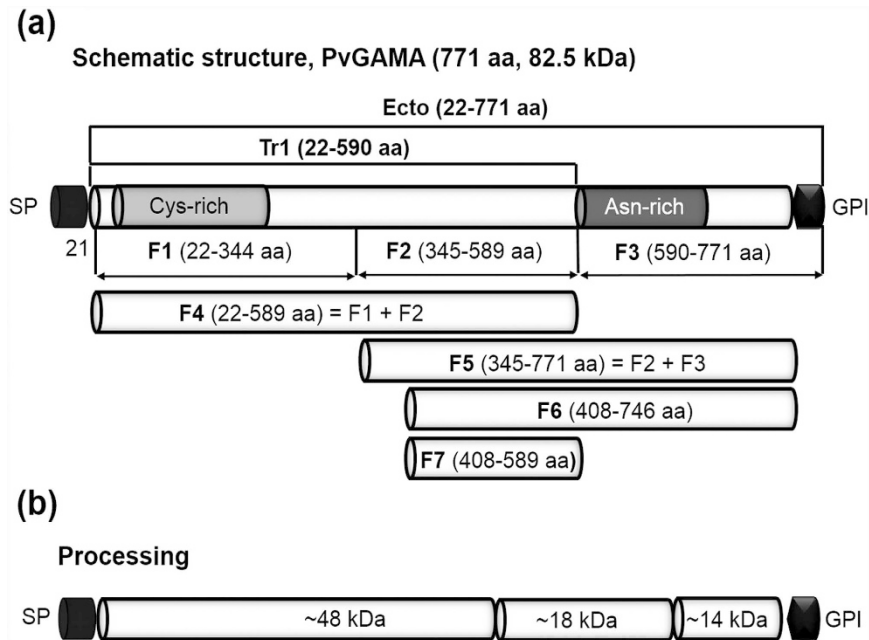 (a)
Schematic structure, PvGAMA (771 aa, 82.5 kDa)
Ecto (22-771 aa)
Tr1 (22-590 aa)
SP Cys-rich Asn-rich GPI
21 F1 (22-344 aa) F2 (345-589 aa) F3 (590-771 aa)
F4 (22-589 aa) = F1 + F2
F5 (345-771 aa) = F2 + F3
F6 (408-746 aa)
F7 (408-589 aa)
(b)
Processing
SP ~48 kDa ~18 kDa ~14 kDa GPI